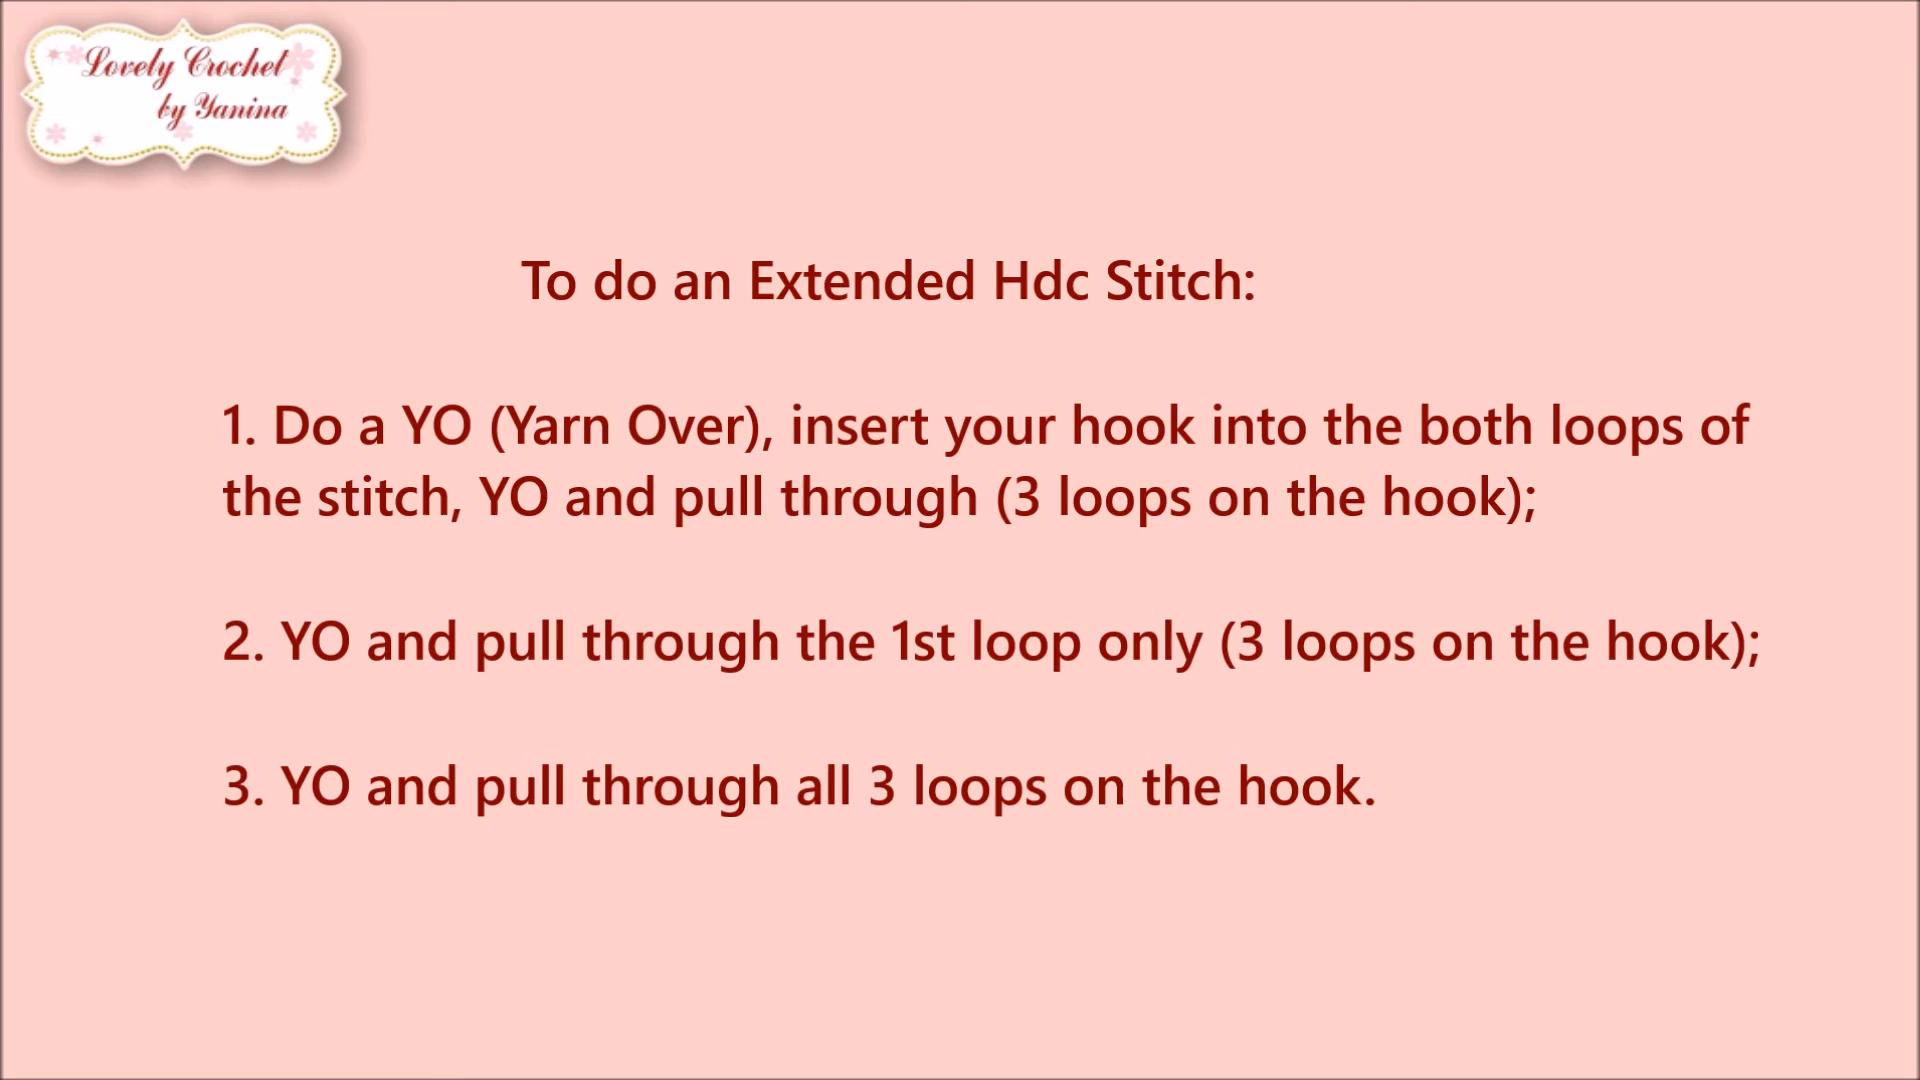 Lovely Crochet
by Yanina
To do an Extended Hdc Stitch:
1. Do a YO (Yarn Over), insert your hook into the both loops of
the stitch, YO and pull through (3 loops on the hook);
2. YO and pull through the 1st loop only (3 loops on the hook);
3. YO and pull through all 3 loops on the hook.